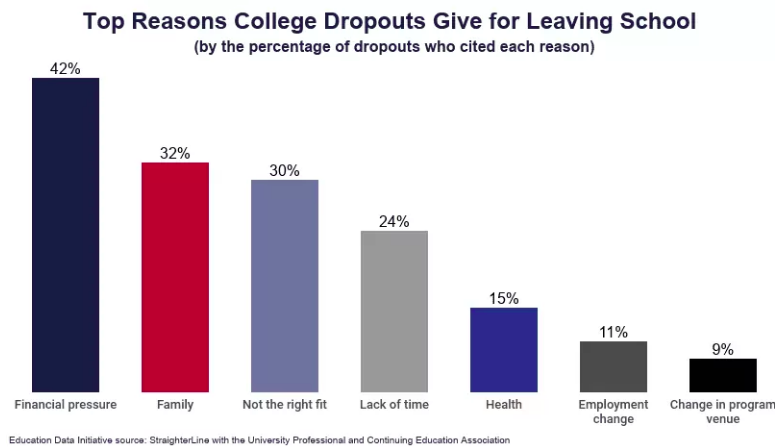 Top Reasons College Dropouts Give for Leaving School
(by the percentage of dropouts who cited each reason)
42%
32%
30%
24%
15%
11%
9%
Financial pressure
Family
Not the right fit
Lack of time
Health
Employment
change
Change in program
venue
Education Data Initiative source: StraighterLine with the University Professional and Continuing Education Association